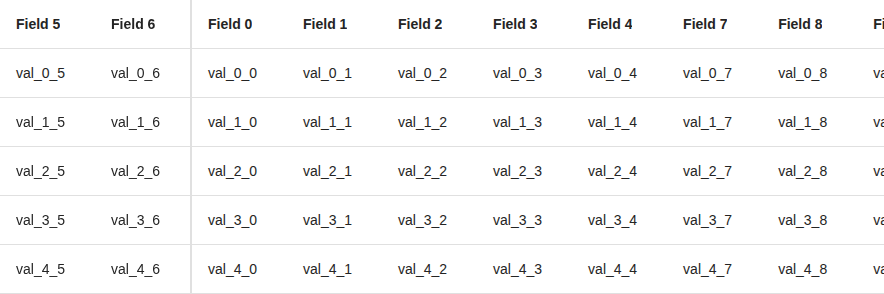 Field 5 Field 6 Field 0 Field 1 Field 2 Field 3 Field 4 Field 7 Field 8
val_0_5 val_0_6 val_0_0 val_0_1 val_0_2 val_0_3 val_0_4 val_0_7 val_0_8
val_1_5 val_1_6 val_1_0 val_1_1 val_1_2 val_1_3 val_1_4 val_1_7 val_1_8
val_2_5 val_2_6 val_2_0 val_2_1 val_2_2 val_2_3 val_2_4 val_2_7 val_2_8
val_3_5 val_3_6 val_3_0 val_3_1 val_3_2 val_3_3 val_3_4 val_3_7 val_3_8
val_4_5 val_4_6 val_4_0 val_4_1 val_4_2 val_4_3 val_4_4 val_4_7 val_4_8